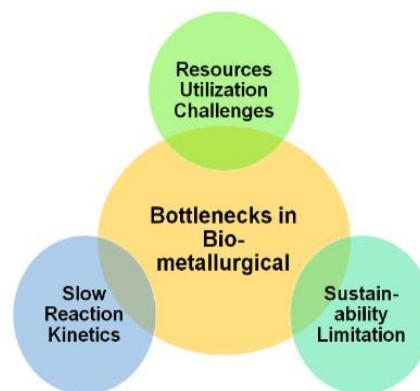 Resources
Utilization
Challenges
Bottlenecks in
Bio-
metallurgical
Slow
Reaction
Kinetics
Sustain-
ability
Limitation